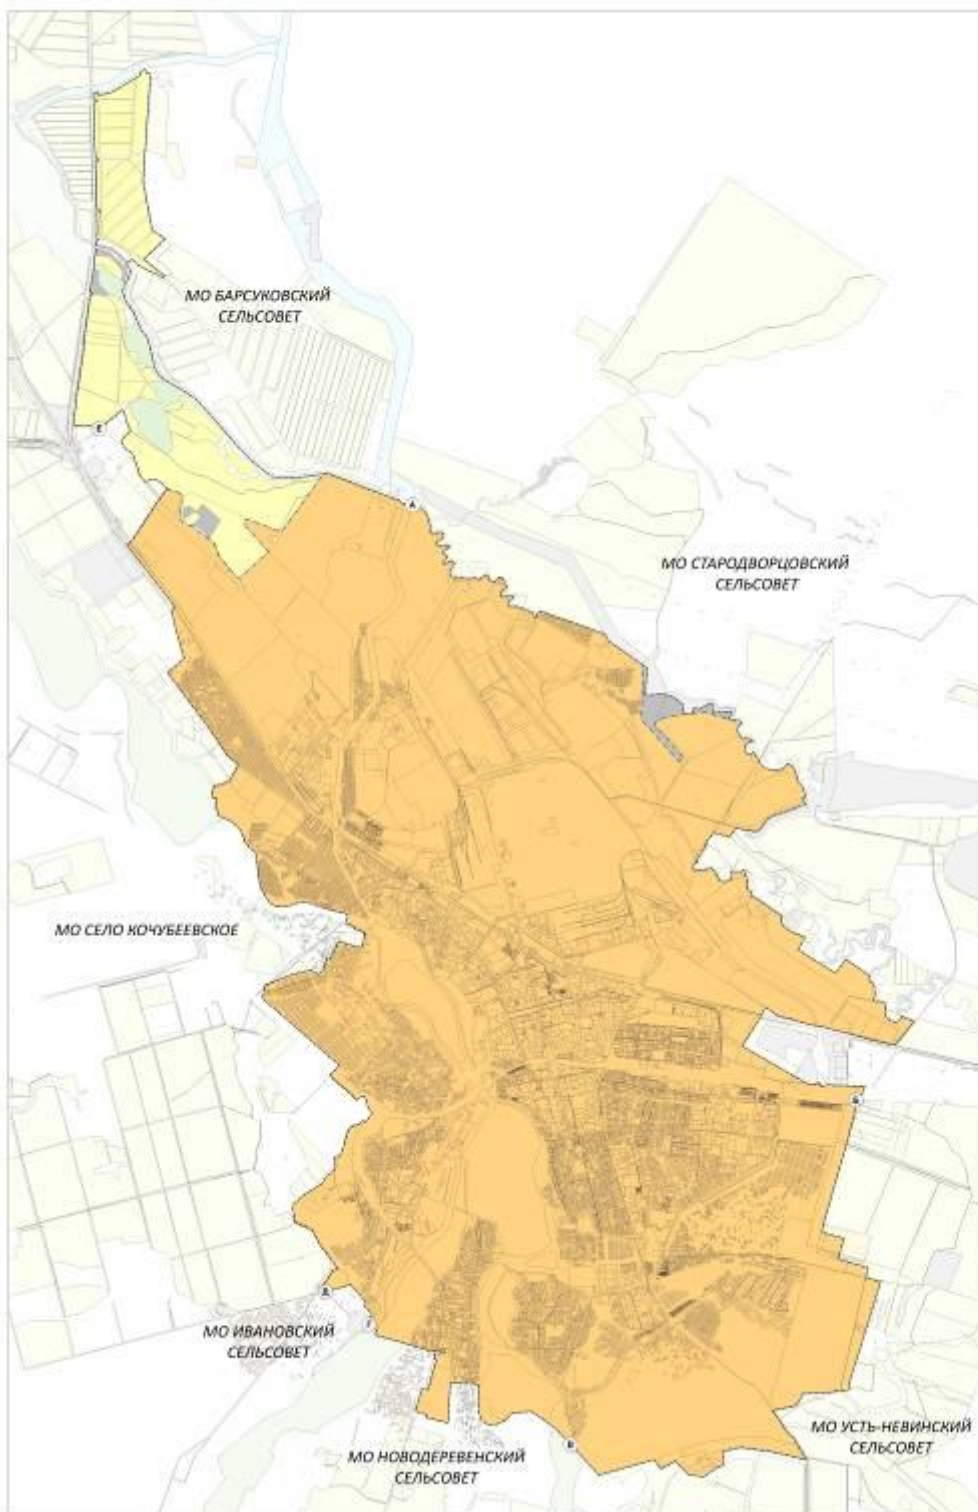 МО БАРСУКОВСКИЙ
СЕЛЬСОВЕТ
Е
А
МО СТАРОДВОРЦОВСКИЙ
СЕЛЬСОВЕТ
МО СЕЛО КОЧУБЕЕВСКОЕ
Б
Д
Г
МО ИВАНОВСКИЙ
СЕЛЬСОВЕТ
В
МО УСТЬ-НЕВИНСКИЙ
СЕЛЬСОВЕТ
МО НОВОДЕРЕВЕНСКИЙ
СЕЛЬСОВЕТ